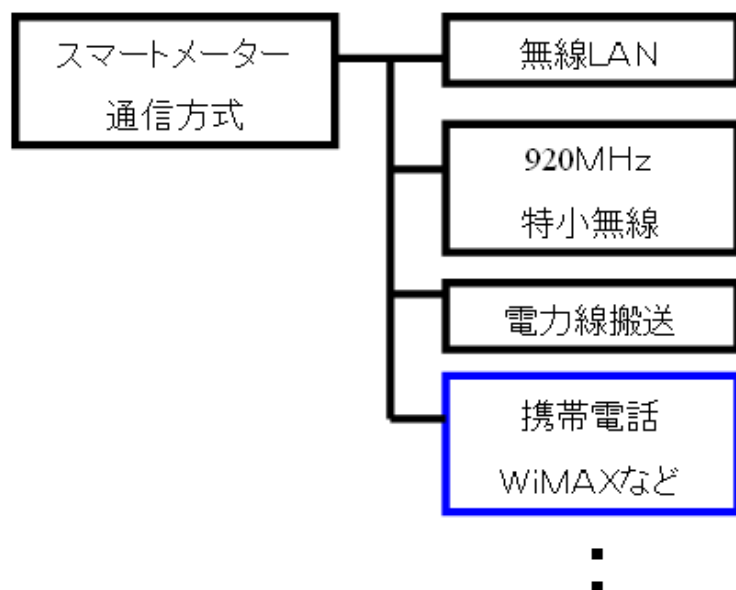 スマートメーター
通信方式
無線LAN
920MHz
特小無線
電力線搬送
携帯電話
WiMAXなど